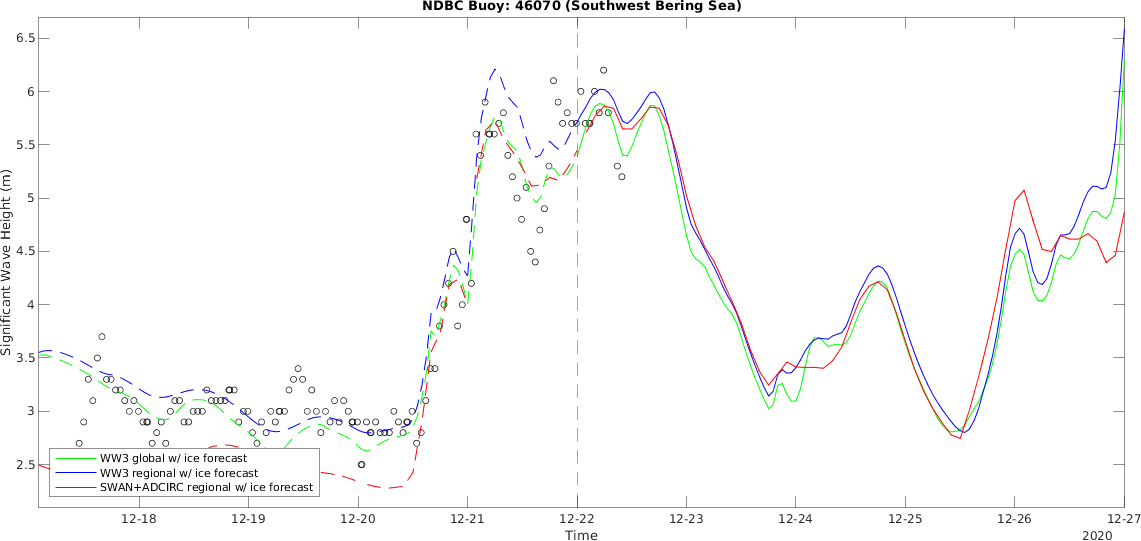 NDBC Buoy: 46070 (Southwest Bering Sea)
Significant Wave Height (m)
6.5
6
5.5
5
4.5
4
3.5
3
2.5
WW3 global w/ ice forecast
WW3 regional w/ ice forecast
SWAN+ADCIRC regional w/ ice forecast
12-18 12-19 12-20 12-21 12-22 12-23 12-24 12-25 12-26 12-27
Time
2020